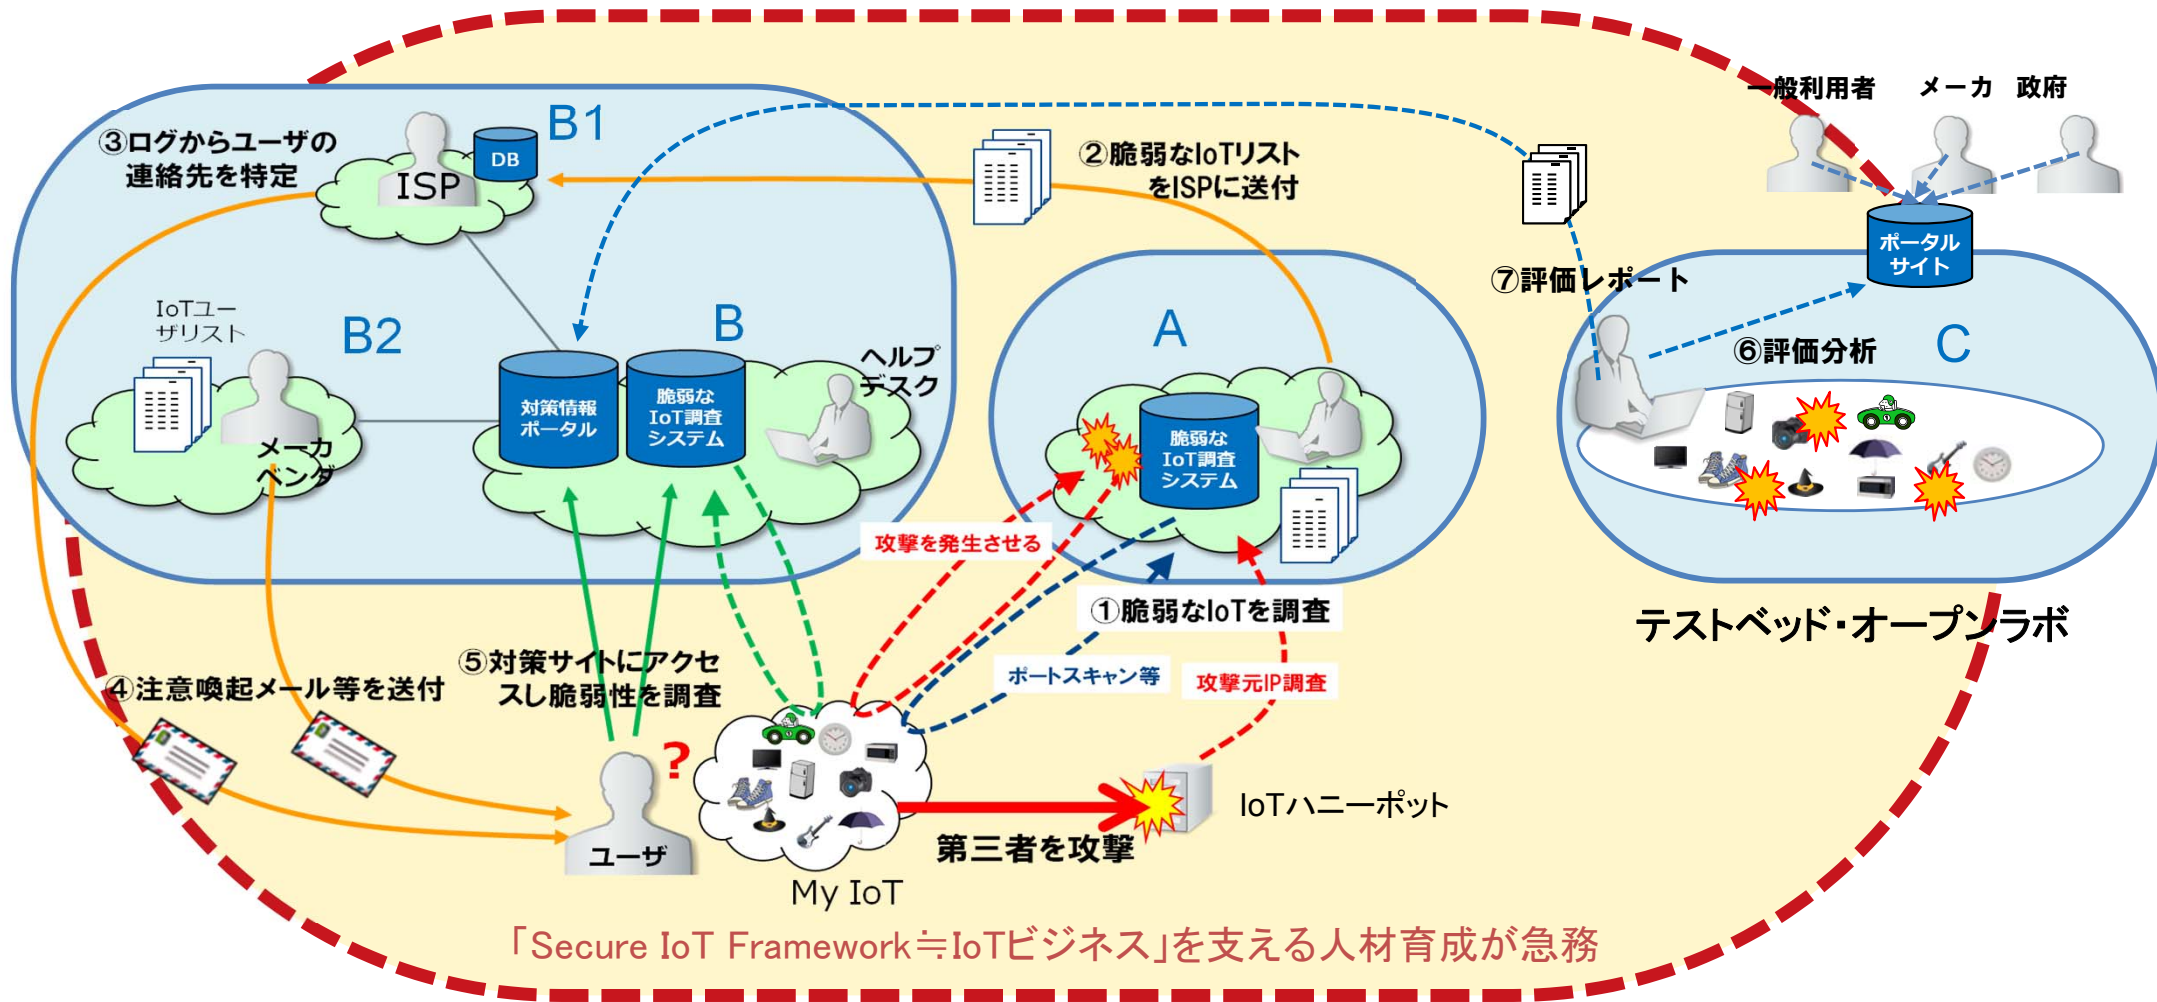 一般利用者
メーカ
政府
③ログからユーザの
連絡先を特定
ISP
DB
B1
②脆弱なIoTリスト
をISPに送付
ポータル
サイト
⑦評価レポート
IoTユー
ザリスト
B2
B
A
⑥評価分析
C
ヘルプ
デスク
対策情報
ポータル
脆弱な
IoT調査
システム
脆弱な
IoT調査
システム
メーカ
ベンダ
攻撃を発生させる
①脆弱なIoTを調査
テストベッド・オープンラボ
④注意喚起メール等を送付
⑤対策サイトにアクセ
スし脆弱性を調査
ポートスキャン等
攻撃元IP調査
?
ユーザ
IoTハニーポット
第三者を攻撃
My IoT
「Secure IoT Framework≒IoTビジネス」を支える人材育成が急務